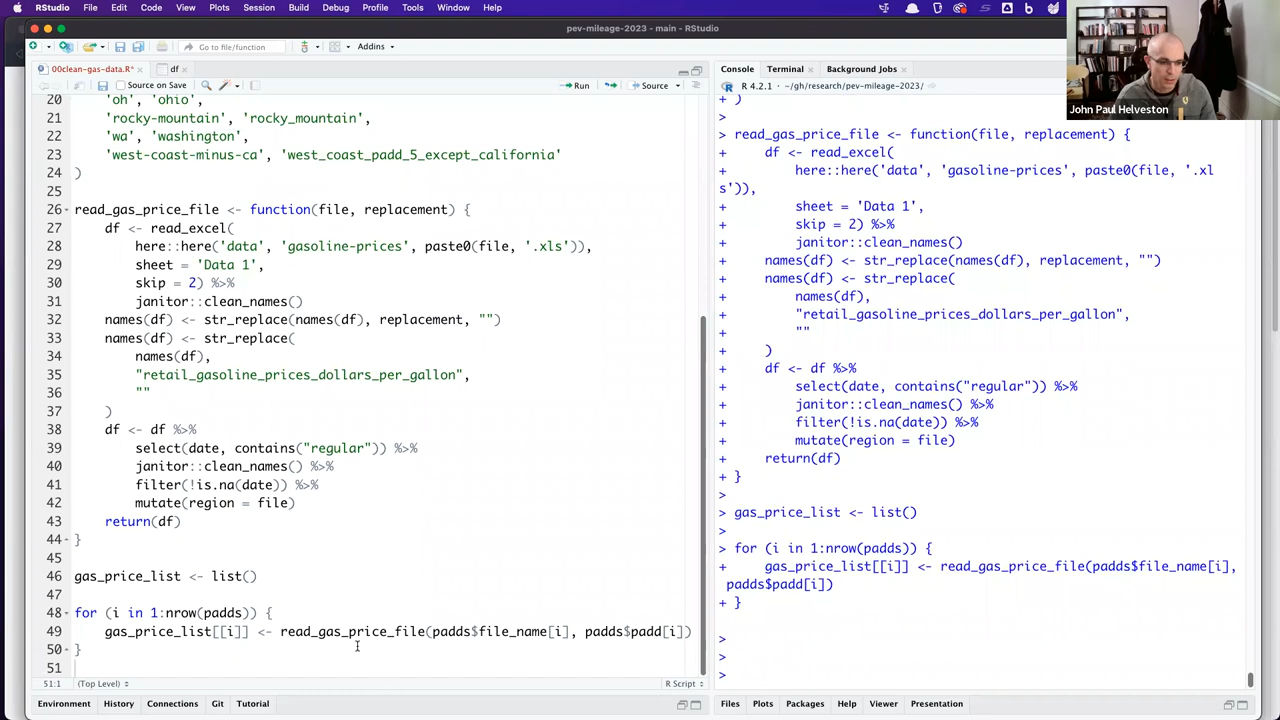 RStudio File Edit Code View Plots Session Build Debug Profile Tools Window Help
pev-mileage-2023 - main - RStudio
Go to file/function Addins
00clean-gas-data.R* df
Source on Save Run Source
20 'oh', 'ohio',
21 'rocky-mountain', 'rocky_mountain',
22 'wa', 'washington',
23 'west-coast-minus-ca', 'west_coast_padd_5_except_california'
24 )
25
26 read_gas_price_file <- function(file, replacement) {
27 df <- read_excel(
28 here::here('data', 'gasoline-prices', paste0(file, '.xls')),
29 sheet = 'Data 1',
30 skip = 2) %>%
31 janitor::clean_names()
32 names(df) <- str_replace(names(df), replacement, "")
33 names(df) <- str_replace(
34 names(df),
35 "retail_gasoline_prices_dollars_per_gallon",
36 ""
37 )
38 df <- df %>%
39 select(date, contains("regular")) %>%
40 janitor::clean_names() %>%
41 filter(!is.na(date)) %>%
42 mutate(region = file)
43 return(df)
44 }
45
46 gas_price_list <- list()
47
48 for (i in 1:nrow(padds)) {
49 gas_price_list[[i]] <- read_gas_price_file(padds$file_name[i], padds$padd[i])
50 }
51
51:1 (Top Level) R Script
Environment History Connections Git Tutorial
Console Terminal Background Jobs
R 4.2.1 · ~/gh/research/pev-mileage-2023/
+ )
>
> read_gas_price_file <- function(file, replacement) {
+ df <- read_excel(
+ here::here('data', 'gasoline-prices', paste0(file, '.xl
s')),
+ sheet = 'Data 1',
+ skip = 2) %>%
+ janitor::clean_names()
+ names(df) <- str_replace(names(df), replacement, "")
+ names(df) <- str_replace(
+ names(df),
+ "retail_gasoline_prices_dollars_per_gallon",
+ ""
+ )
+ df <- df %>%
+ select(date, contains("regular")) %>%
+ janitor::clean_names() %>%
+ filter(!is.na(date)) %>%
+ mutate(region = file)
+ return(df)
+ }
>
> gas_price_list <- list()
>
> for (i in 1:nrow(padds)) {
+ gas_price_list[[i]] <- read_gas_price_file(padds$file_name[i],
padds$padd[i])
+ }
>
>
>
Files Plots Packages Help Viewer Presentation
John Paul Helveston